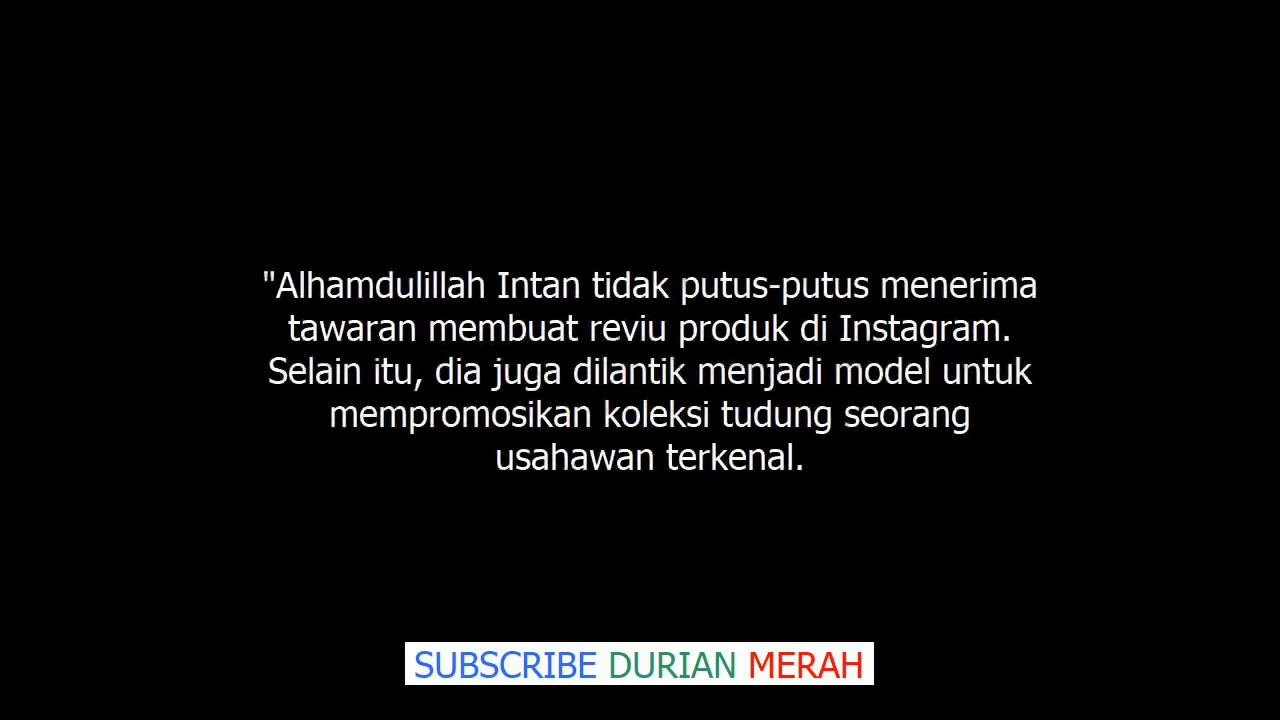 "Alhamdulillah Intan tidak putus-putus menerima
tawaran membuat reviu produk di Instagram.
Selain itu, dia juga dilantik menjadi model untuk
mempromosikan koleksi tudung seorang
usahawan terkenal.
SUBSCRIBE DURIAN MERAH